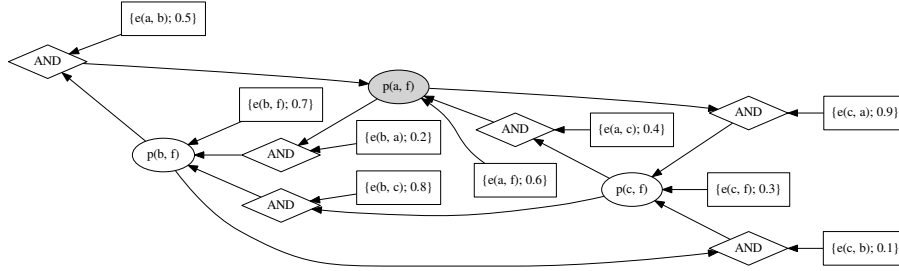 {e(a, b); 0.5}
AND
p(a, f)
{e(b, f); 0.7}
{e(c, a); 0.9}
AND
{e(a, c); 0.4}
AND
{e(b, a); 0.2}
p(b, f)
AND
{e(a, f); 0.6}
{e(b, c); 0.8}
p(c, f)
{e(c, f); 0.3}
AND
{e(c, b); 0.1}
AND